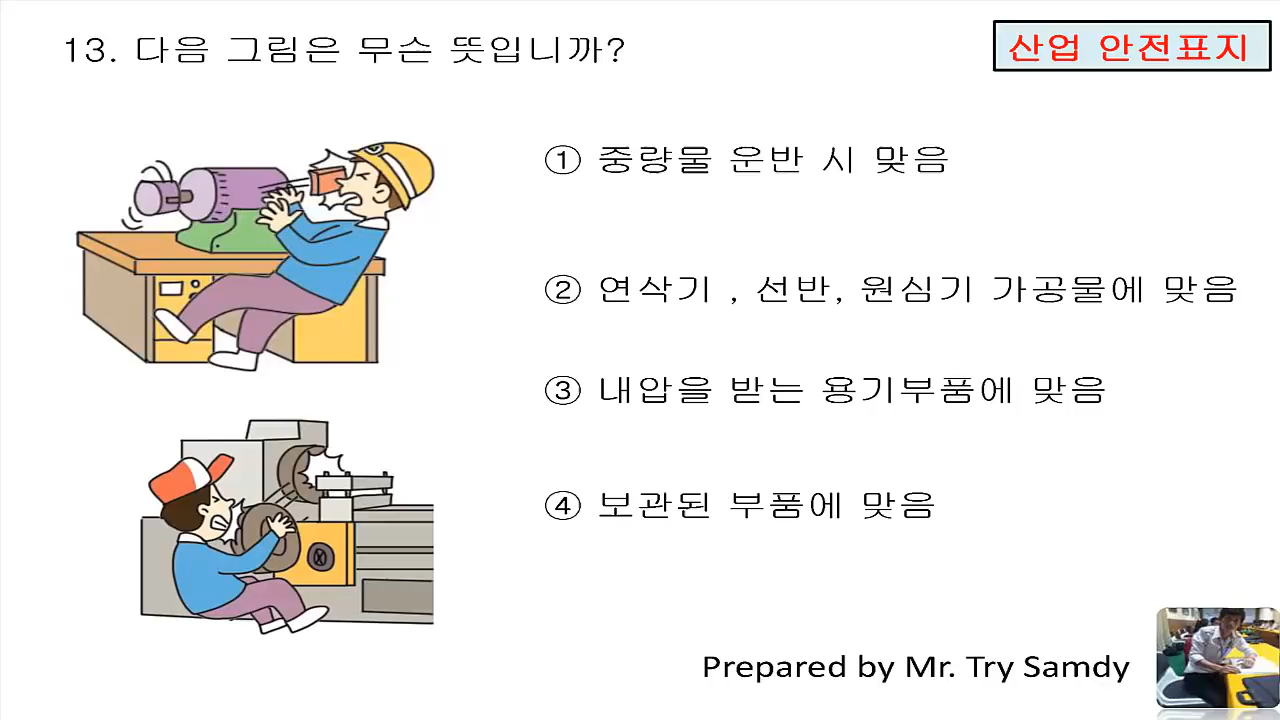 13. 다음 그림은 무슨 뜻입니까?
산업 안전표지
① 중량물 운반 시 맞음
② 연삭기 , 선반, 원심기 가공물에 맞음
③ 내압을 받는 용기부품에 맞음
④ 보관된 부품에 맞음
Prepared by Mr. Try Samdy